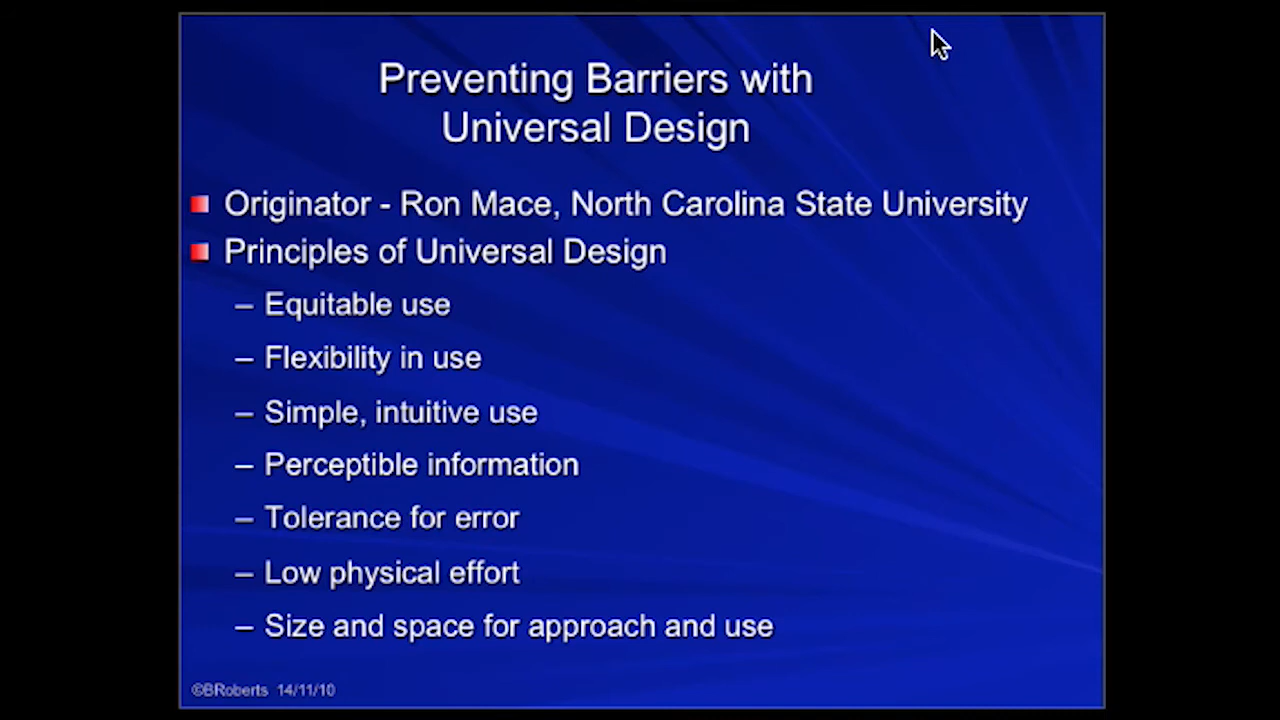 Preventing Barriers with
Universal Design
Originator - Ron Mace, North Carolina State University
Principles of Universal Design
– Equitable use
– Flexibility in use
– Simple, intuitive use
– Perceptible information
– Tolerance for error
– Low physical effort
– Size and space for approach and use
©BRoberts 14/11/10